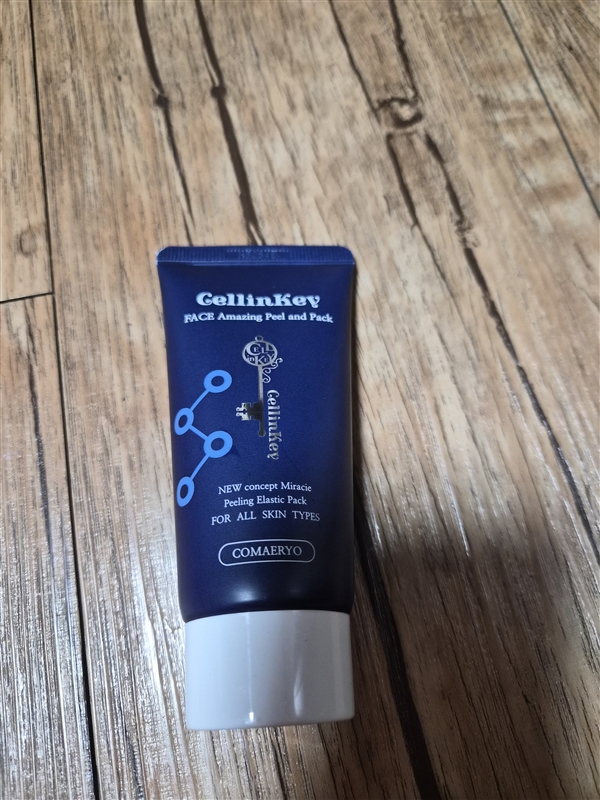 CellinKey
FACE Amazing Peel and Pack
CellinKey
NEW concept Miracie
Peeling Elastic Pack
FOR ALL SKIN TYPES
COMAERYO